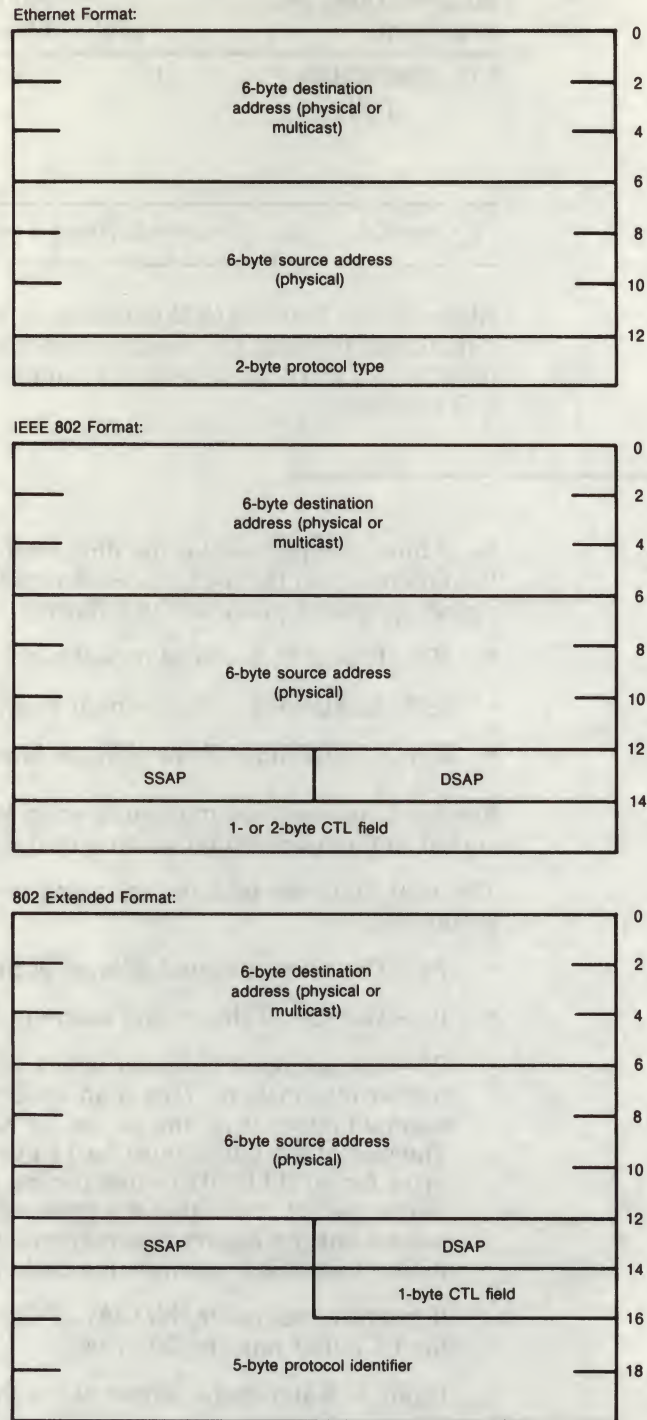 Ethernet Format:
0
6-byte destination
address (physical or
multicast)
2
4
6
6-byte source address
(physical)
8
10
12
2-byte protocol type
IEEE 802 Format:
0
6-byte destination
address (physical or
multicast)
2
4
6
6-byte source address
(physical)
8
10
12
SSAP DSAP
14
1- or 2-byte CTL field
802 Extended Format:
0
6-byte destination
address (physical or
multicast)
2
4
6
6-byte source address
(physical)
8
10
12
SSAP DSAP
14
1-byte CTL field
16
5-byte protocol identifier
18